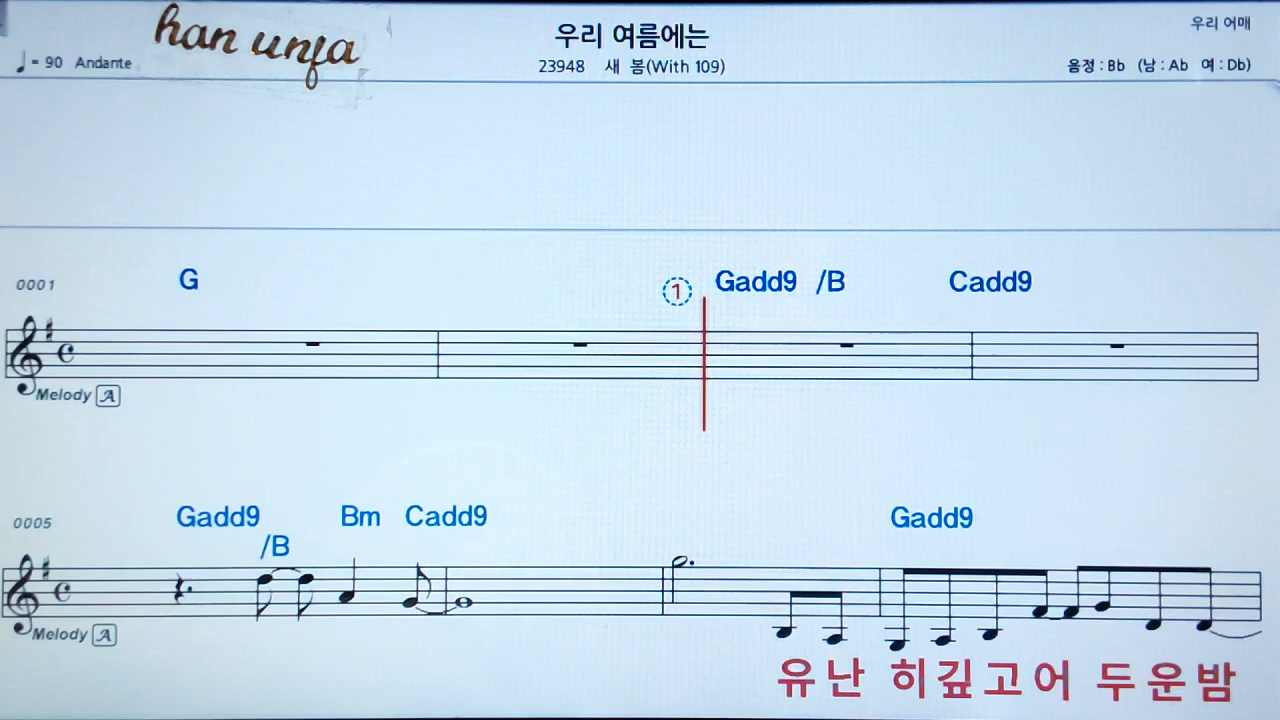 han unfa
우리 여름에는
우리 어매
♩= 90 Andante
23948 새 봄(With 109)
음정 : Bb (남 : Ab 여 : Db)
0001
G
1
Gadd9 /B
Cadd9
Melody A
0005
Gadd9
/B
Bm
Cadd9
Gadd9
Melody A
유난 히깊고어 두운밤